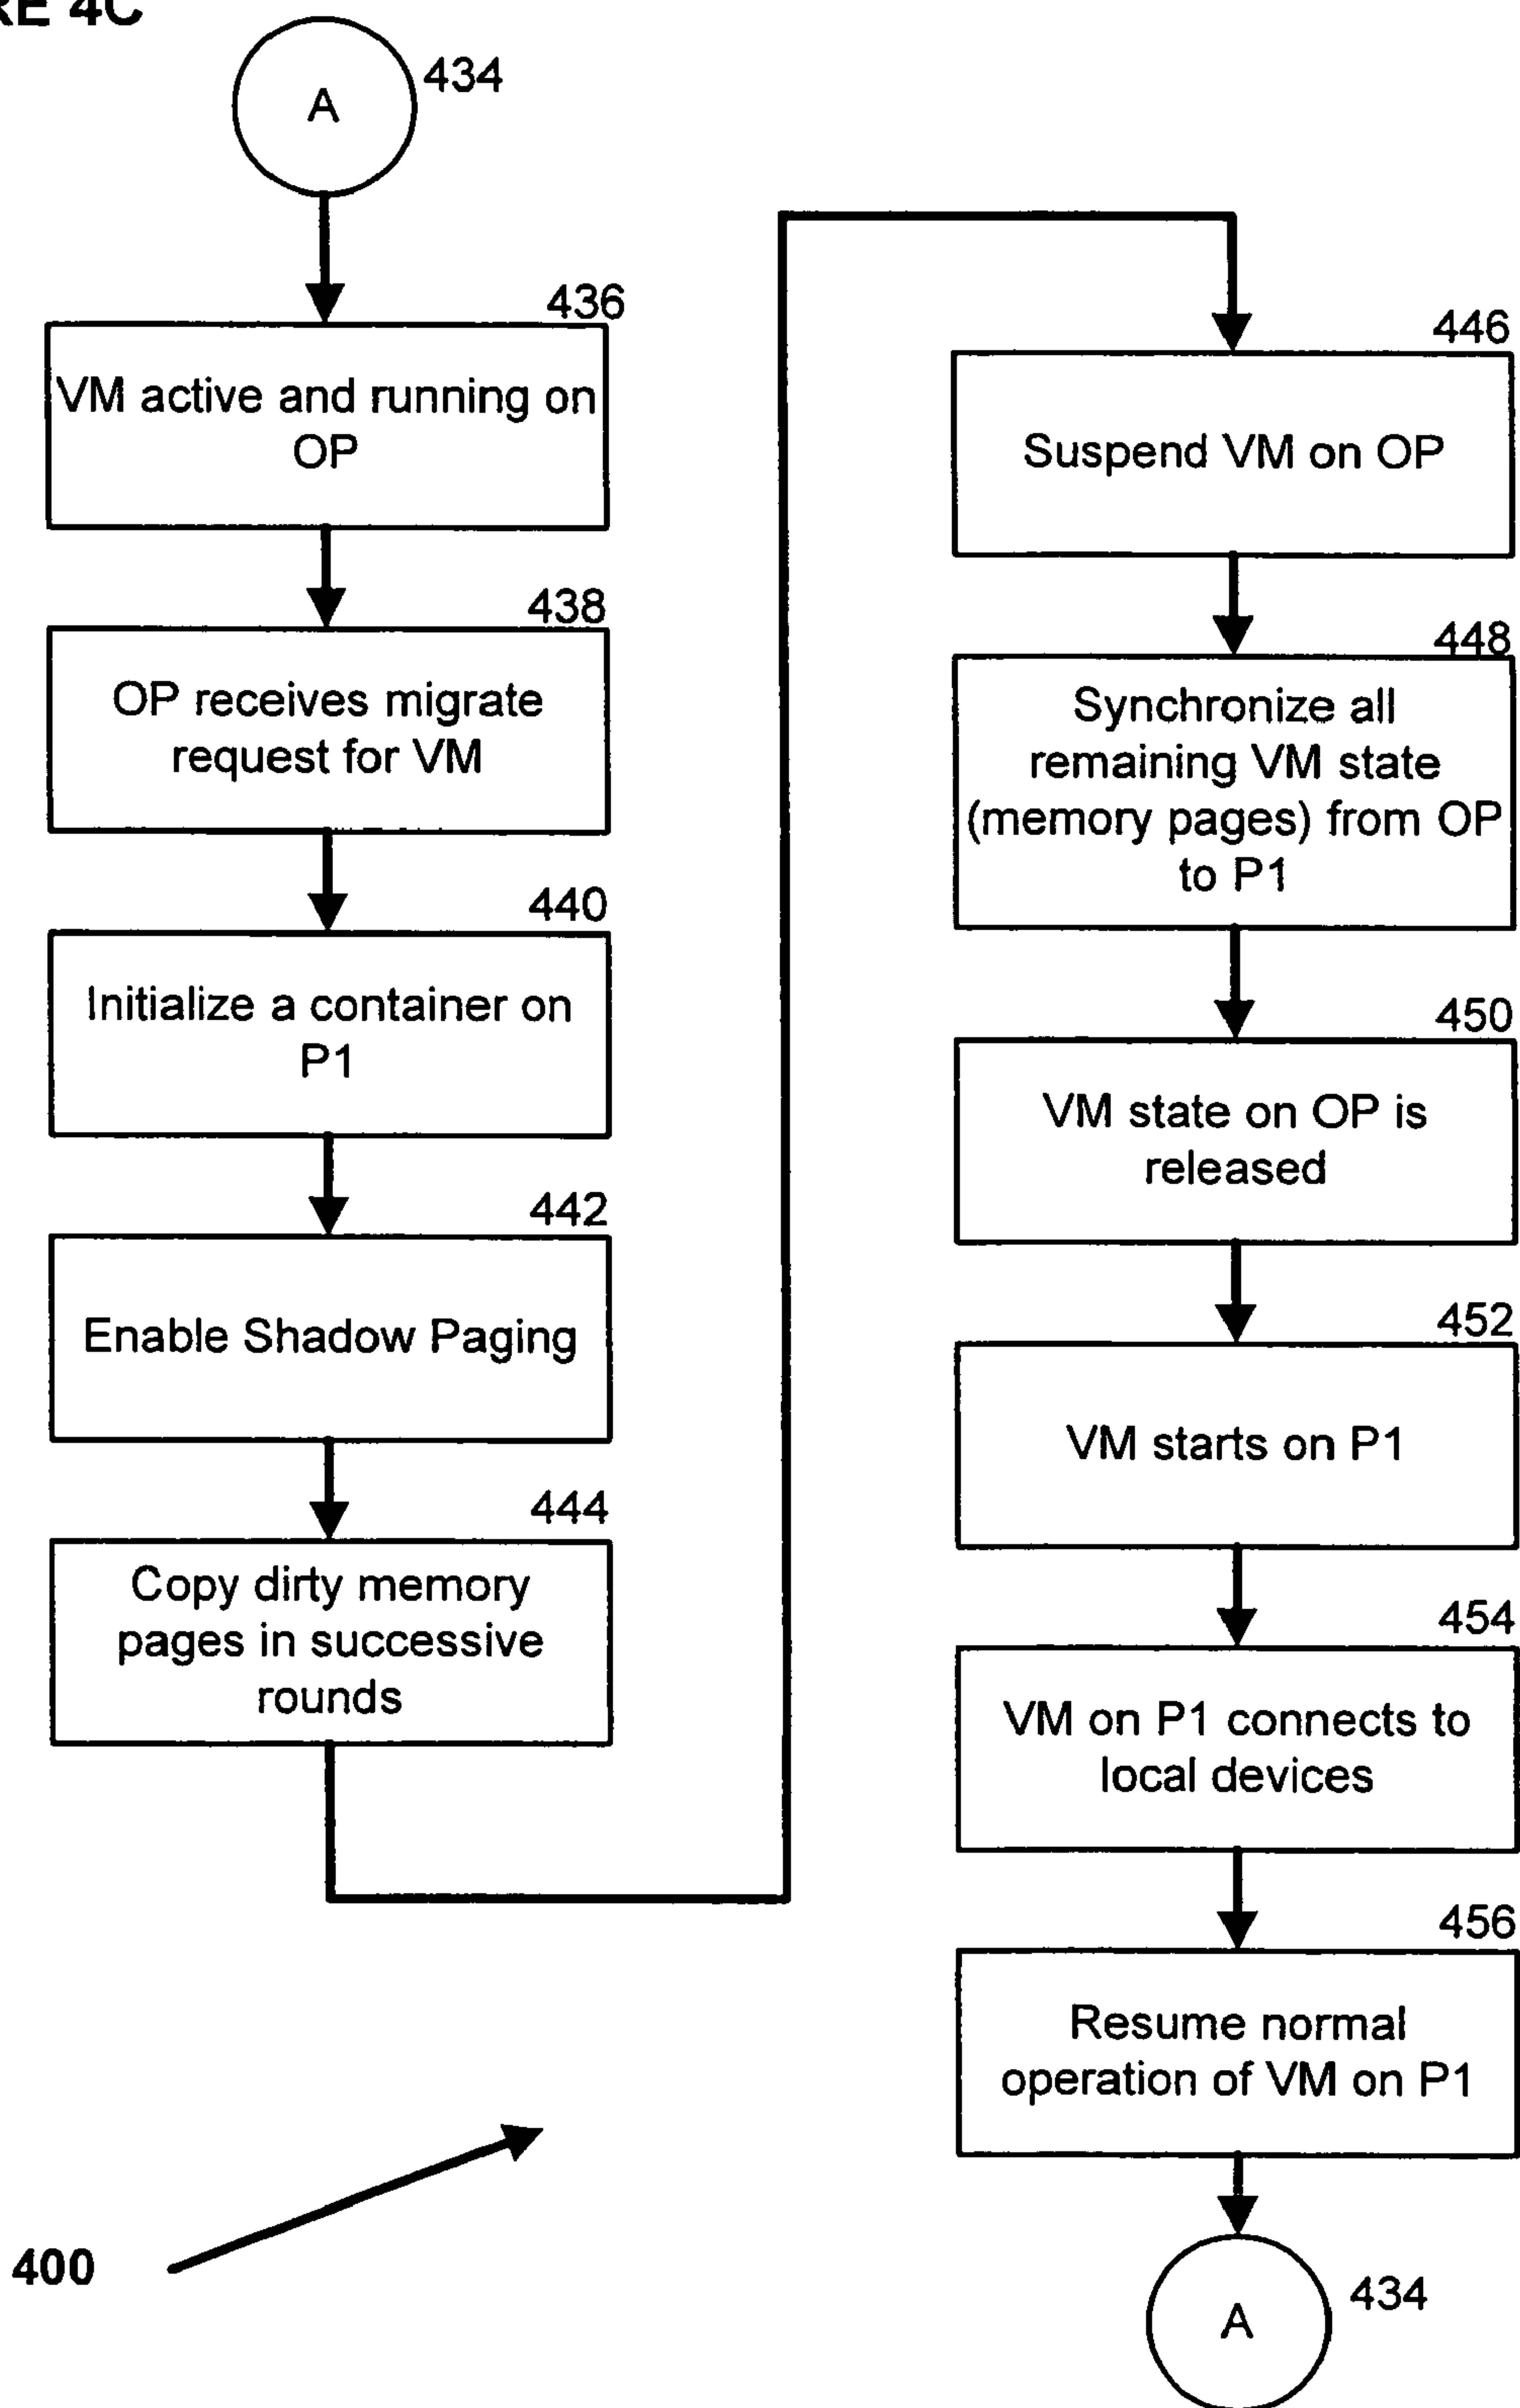 RE 4C
A
434
436
VM active and running on
OP
438
OP receives migrate
request for VM
440
Initialize a container on
P1
442
Enable Shadow Paging
444
Copy dirty memory
pages in successive
rounds
446
Suspend VM on OP
448
Synchronize all
remaining VM state
(memory pages) from OP
to P1
450
VM state on OP is
released
452
VM starts on P1
454
VM on P1 connects to
local devices
456
Resume normal
operation of VM on P1
A
434
400